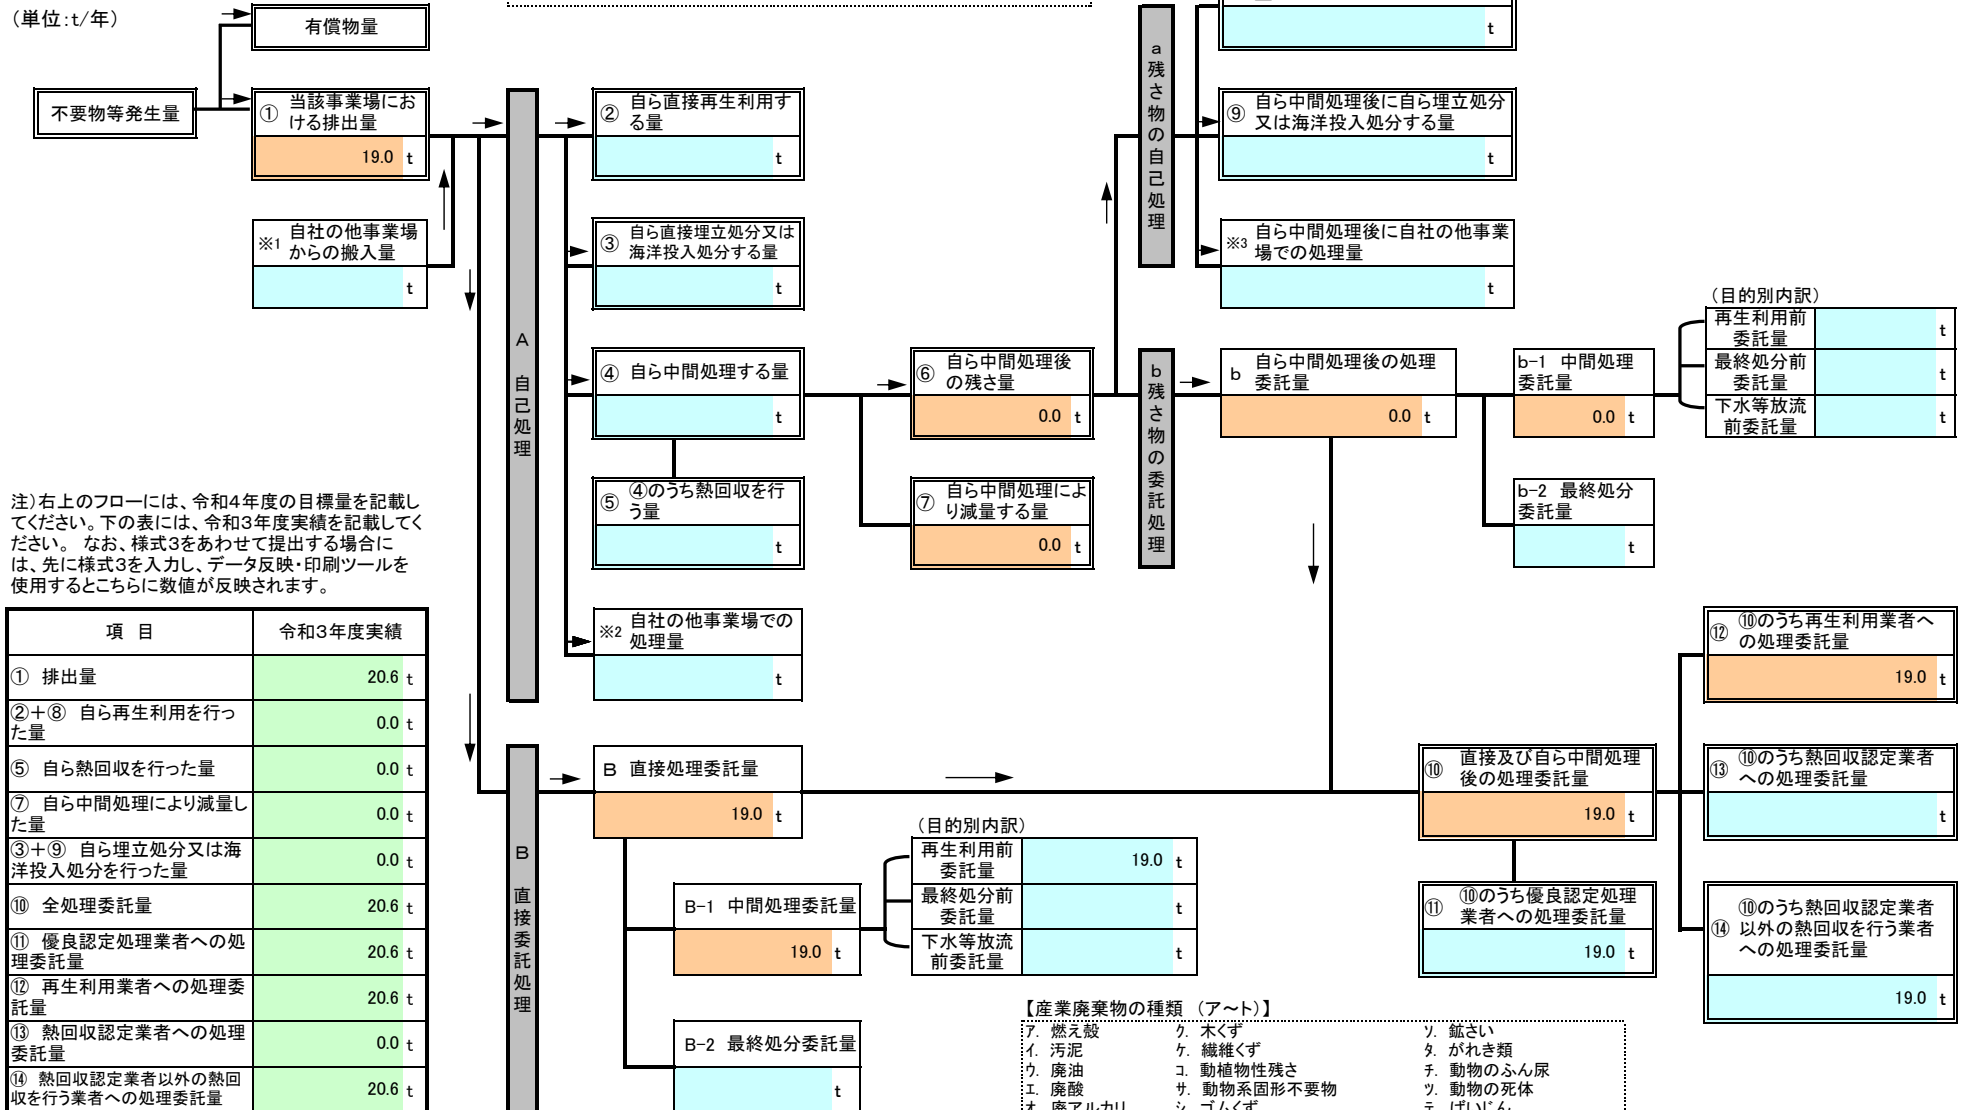 （単位:t/年）
有償物量
不要物等発生量
① 当該事業場にお
ける排出量
19.0 t
※1 自社の他事業場
からの搬入量
t
A 自己処理
② 自ら直接再生利用す
る量
t
③ 自ら直接埋立処分又は
海洋投入処分する量
t
④ 自ら中間処理する量
t
⑤ ④のうち熱回収を行
う量
t
※2 自社の他事業場での
処理量
t
⑥ 自ら中間処理後
の残さ量
0.0 t
⑦ 自ら中間処理によ
り減量する量
0.0 t
a 残さ物の自己処理
t
⑨ 自ら中間処理後に自ら埋立処分
又は海洋投入処分する量
t
※3 自ら中間処理後に自社の他事業
場での処理量
t
b 残さ物の委託処理
b 自ら中間処理後の処理
委託量
0.0 t
b-1 中間処理
委託量
0.0 t
b-2 最終処分
委託量
t
（目的別内訳）
再生利用前
委託量
t
最終処分前
委託量
t
下水等放流
前委託量
t
注）右上のフローには、令和４年度の目標量を記載し
てください。下の表には、令和３年度実績を記載してく
ださい。 なお、様式３をあわせて提出する場合に
は、先に様式３を入力し、データ反映・印刷ツールを
使用するとこちらに数値が反映されます。
項 目 令和３年度実績
① 排出量 20.6 t
②＋⑧ 自ら再生利用を行っ
た量 0.0 t
⑤ 自ら熱回収を行った量 0.0 t
⑦ 自ら中間処理により減量し
た量 0.0 t
③＋⑨ 自ら埋立処分又は海
洋投入処分を行った量 0.0 t
⑩ 全処理委託量 20.6 t
⑪ 優良認定処理業者への処
理委託量 20.6 t
⑫ 再生利用業者への処理委
託量 20.6 t
⑬ 熱回収認定業者への処理
委託量 0.0 t
⑭ 熱回収認定業者以外の熱回
収を行う業者への処理委託量 20.6 t
B 直接委託処理
B 直接処理委託量
19.0 t
B-1 中間処理委託量
19.0 t
B-2 最終処分委託量
t
（目的別内訳）
再生利用前
委託量
19.0 t
最終処分前
委託量
t
下水等放流
前委託量
t
⑩ 直接及び自ら中間処理
後の処理委託量
19.0 t
⑪ ⑩のうち優良認定処理
業者への処理委託量
19.0 t
⑫ ⑩のうち再生利用業者へ
の処理委託量
19.0 t
⑬ ⑩のうち熱回収認定業者
への処理委託量
t
⑭ ⑩のうち熱回収認定業者
以外の熱回収を行う業者
への処理委託量
19.0 t
【産業廃棄物の種類 （ア～ト）】
ｱ. 燃え殻 ｸ. 木くず ｿ. 鉱さい
ｲ. 汚泥 ｹ. 繊維くず ﾀ. がれき類
ｳ. 廃油 ｺ. 動植物性残さ ﾁ. 動物のふん尿
ｴ. 廃酸 ｻ. 動物系固形不要物 ﾂ. 動物の死体
ｵ. 廃アルカリ ｼ. ゴムくず ﾃ. ばいじん